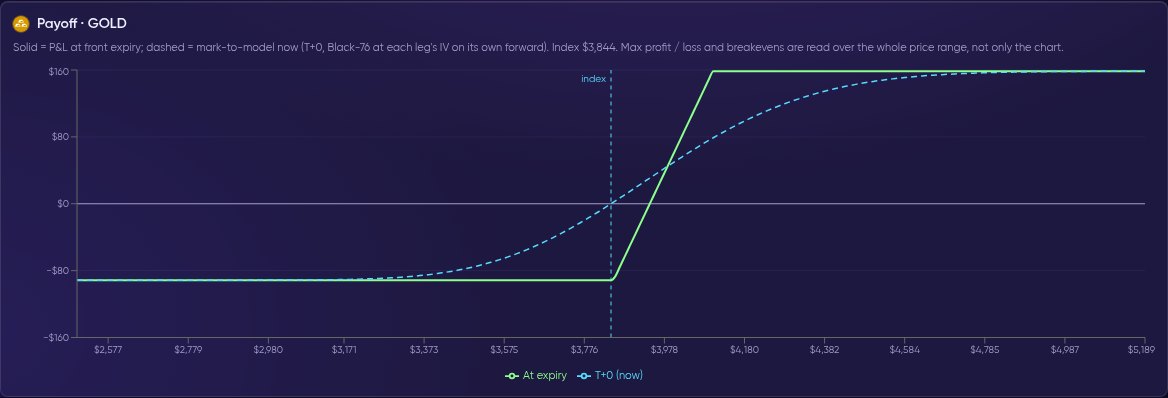 Payoff · GOLD
Solid = P&L at front expiry; dashed = mark-to-model now (T+0, Black-76 at each leg's IV on its own forward). Index $3,844. Max profit / loss and breakevens are read over the whole price range, not only the chart.
$160
index
$80
$0
-$80
-$160
$2,577 $2,779 $2,980 $3,171 $3,373 $3,575 $3,776 $3,978 $4,180 $4,382 $4,584 $4,785 $4,987 $5,189
At expiry T+0 (now)